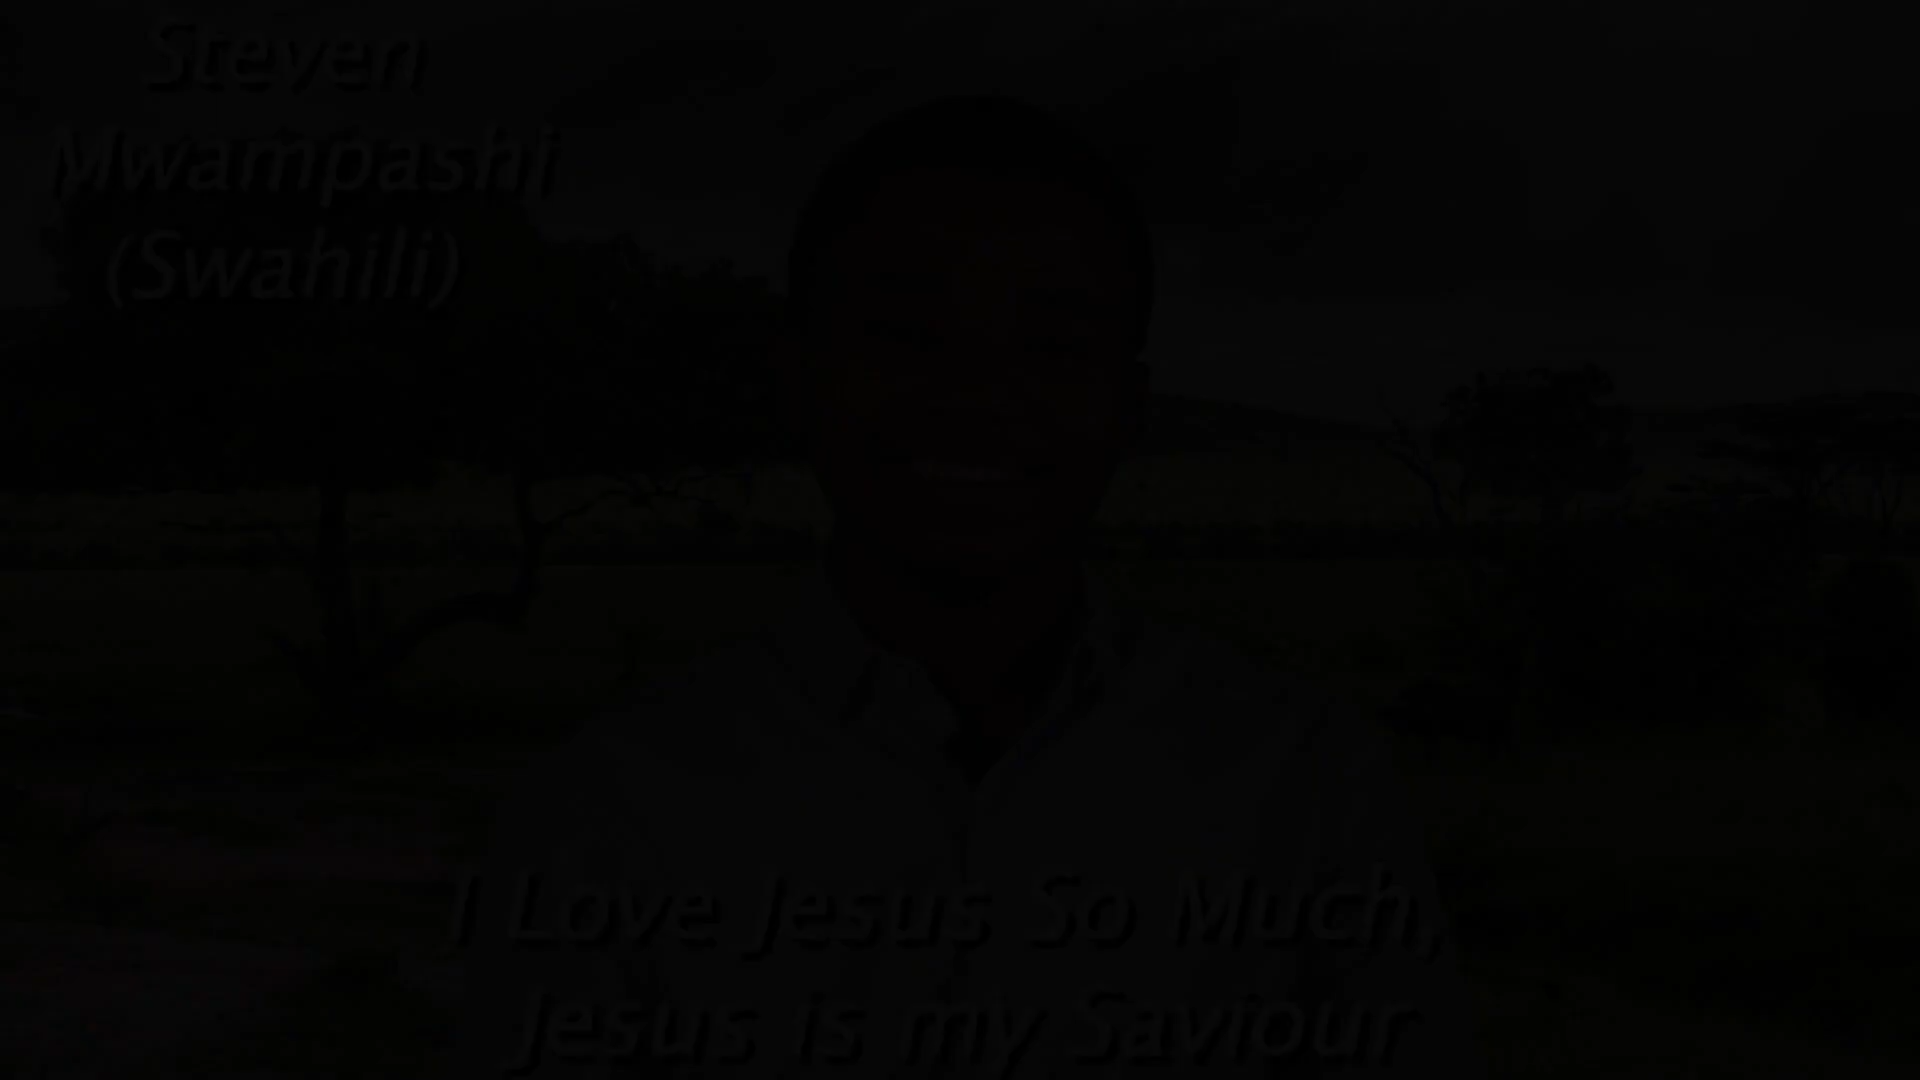 Steven
Mwampashi
(Swahili)
I Love Jesus So Much,
Jesus is my Saviour